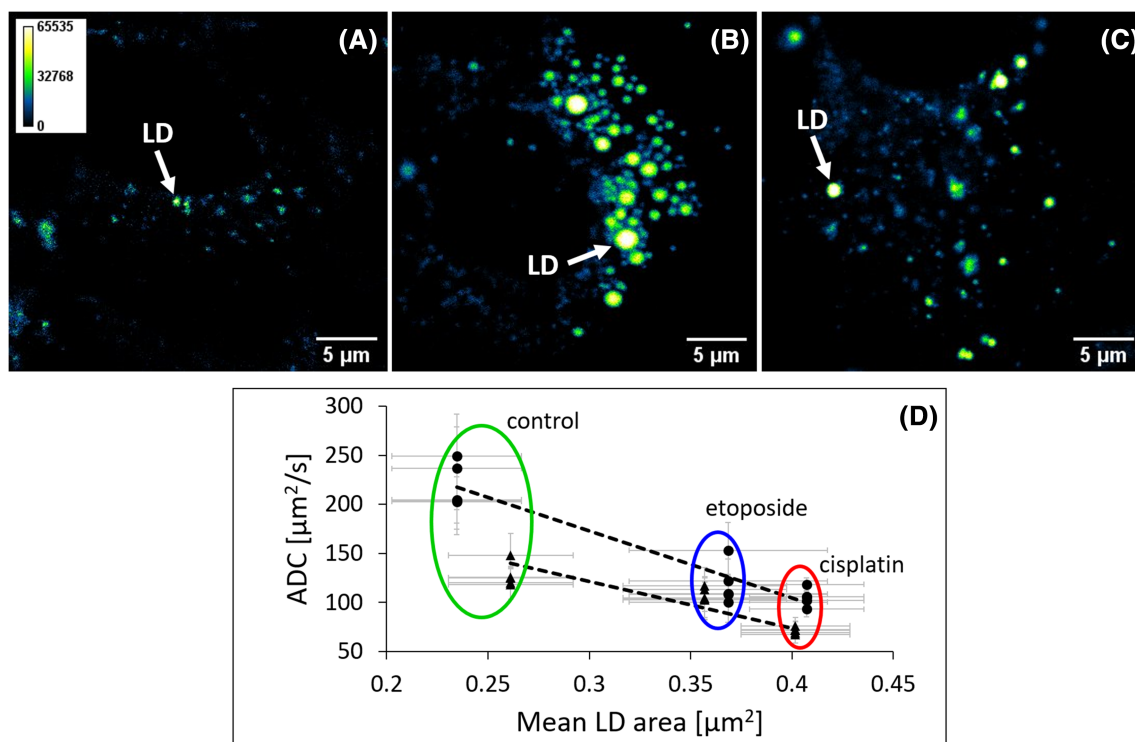 65535
32768
0
(A)
LD
5 µm
(B)
LD
5 µm
(C)
LD
5 µm
(D)
300
250
200
150
100
50
ADC [µm²/s]
control
etoposide
cisplatin
0.2
0.25
0.3
0.35
0.4
0.45
Mean LD area [µm²]